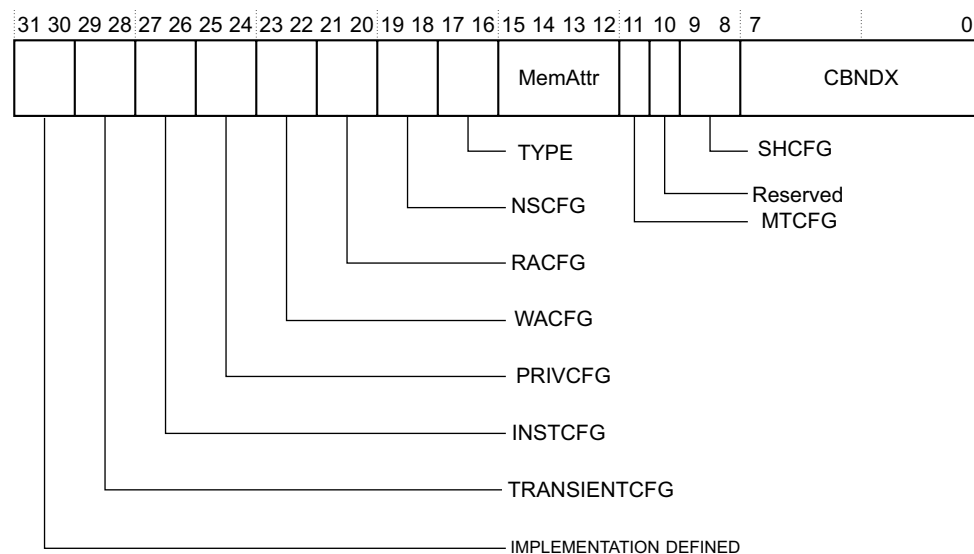 31 30 29 28 27 26 25 24 23 22 21 20 19 18 17 16 15 14 13 12 11 10 9 8 7 0
MemAttr CBNDX
TYPE SHCFG
Reserved
NSCFG
MTCFG
RACFG
WACFG
PRIVCFG
INSTCFG
TRANSIENTCFG
IMPLEMENTATION DEFINED